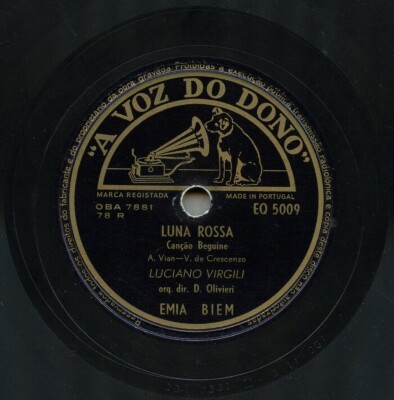 "A VOZ DO DONO"
MARCA REGISTADA
MADE IN PORTUGAL
OBA 7881
78 R
EQ 5009
LUNA ROSSA
Canção Beguine
A. Vian—V. de Crescenzo
LUCIANO VIRGILI
orq. dir. D. Olivieri
EMIA BIEM